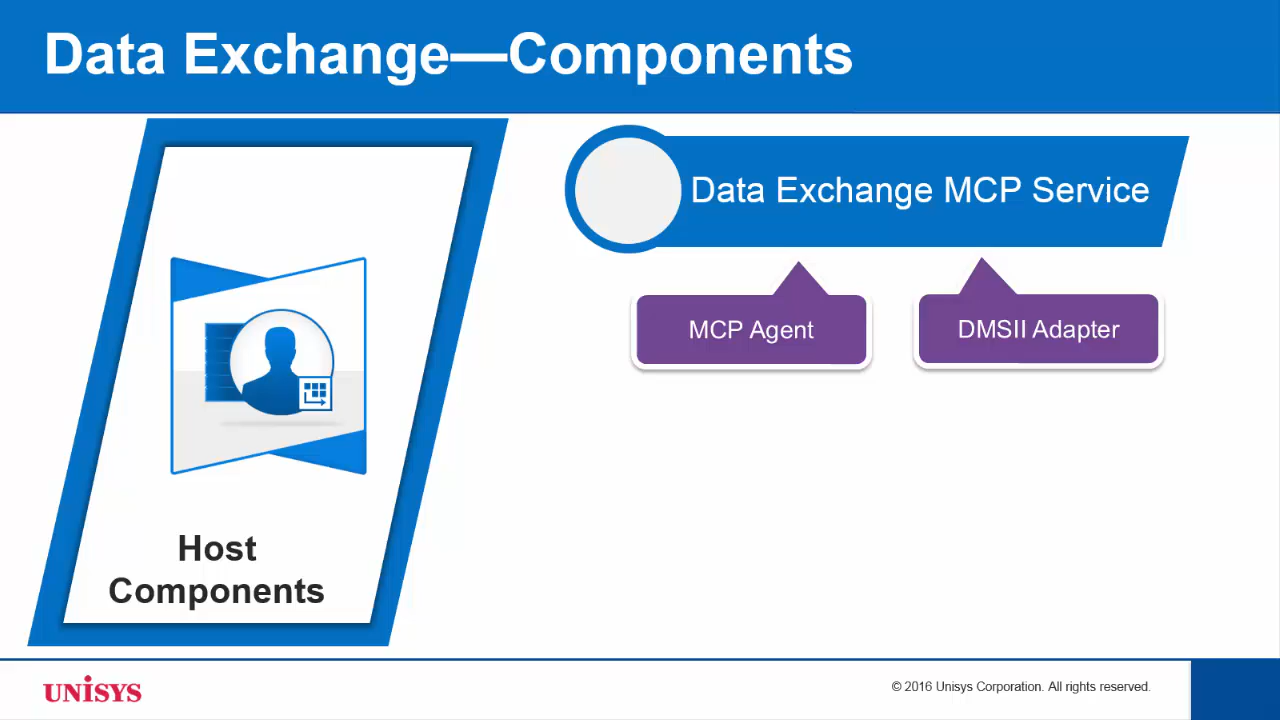 Data Exchange—Components
Data Exchange MCP Service
MCP Agent
DMSII Adapter
Host
Components
UNISYS
© 2016 Unisys Corporation. All rights reserved.